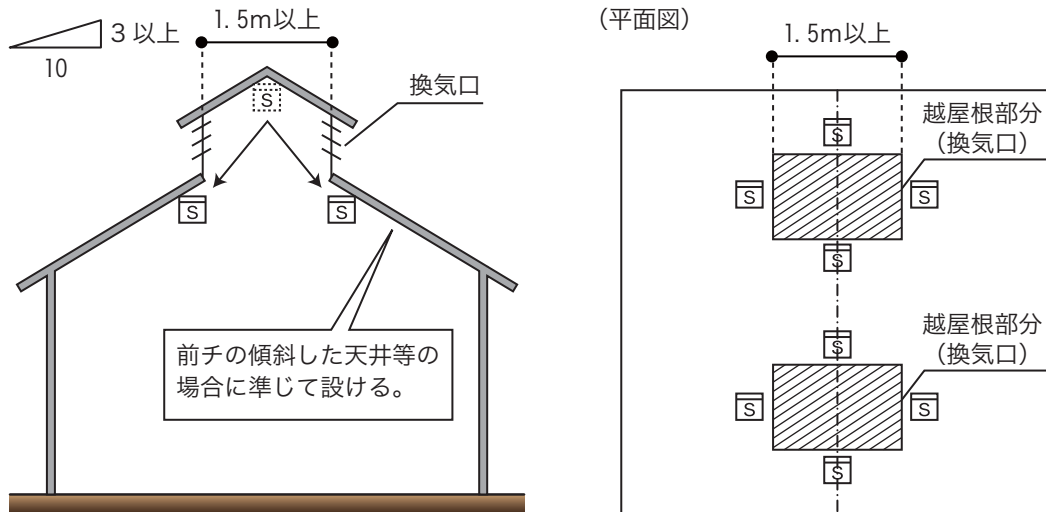 3 以上
10
1. 5m以上
S
換気口
S
S
前チの傾斜した天井等の
場合に準じて設ける。
（平面図）
1. 5m以上
S
越屋根部分
（換気口）
S
S
S
S
越屋根部分
（換気口）
S
S
S